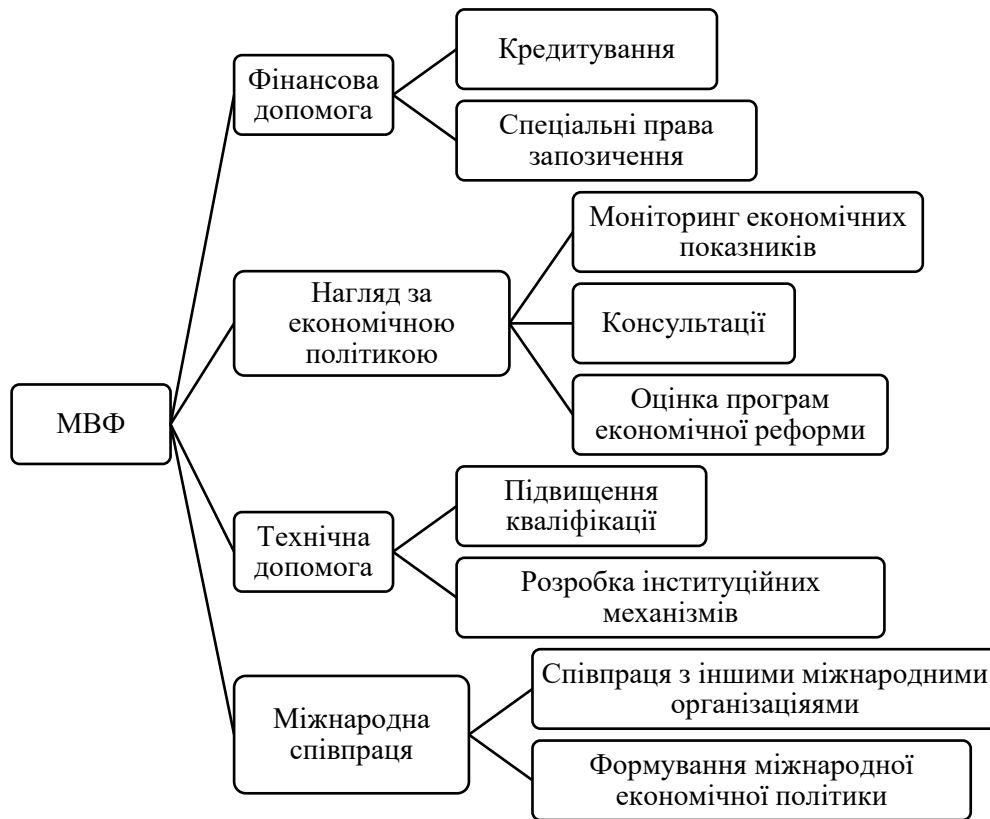 МВФ
Фінансова
допомога
Кредитування
Спеціальні права
запозичення
Нагляд за
економічною
політикою
Моніторинг економічних
показників
Консультації
Оцінка програм
економічної реформи
Технічна
допомога
Підвищення
кваліфікації
Розробка інституційних
механізмів
Міжнародна
співпраця
Співпраця з іншими міжнародними
організаціяями
Формування міжнародної
економічної політики